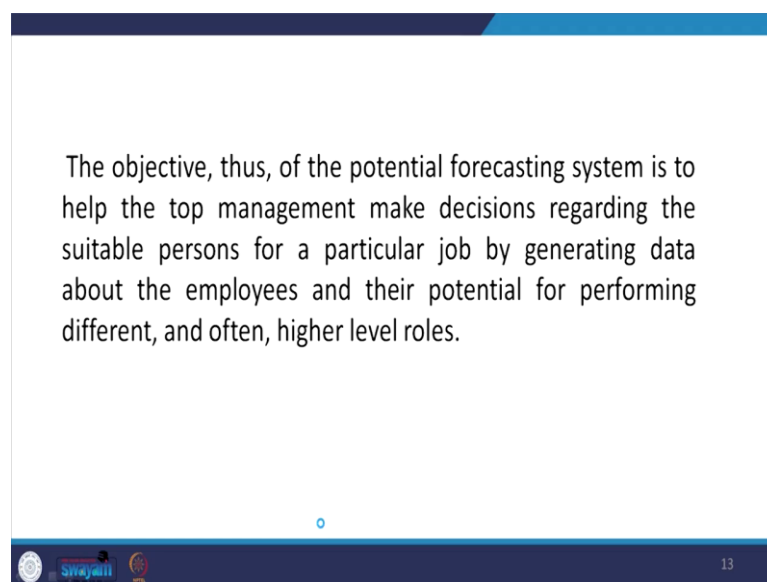 The objective, thus, of the potential forecasting system is to
help the top management make decisions regarding the
suitable persons for a particular job by generating data
about the employees and their potential for performing
different, and often, higher level roles.
swayam
13